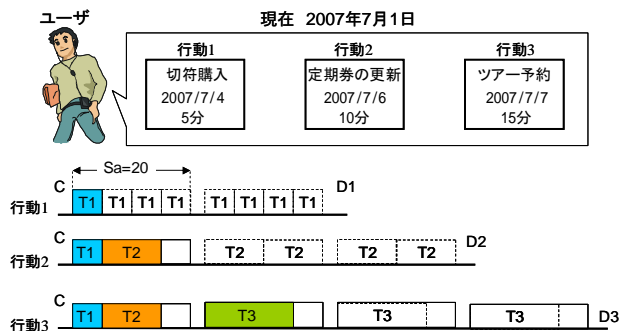 ユーザ
現在 2007年7月1日
行動1 行動2 行動3
切符購入 定期券の更新 ツアー予約
2007/7/4 2007/7/6 2007/7/7
5分 10分 15分
Sa=20
C D1
行動1 T1 T1 T1 T1 T1 T1 T1 T1
C D2
行動2 T1 T2 T2 T2 T2 T2
C
行動3 T1 T2 T3 T3 T3 D3